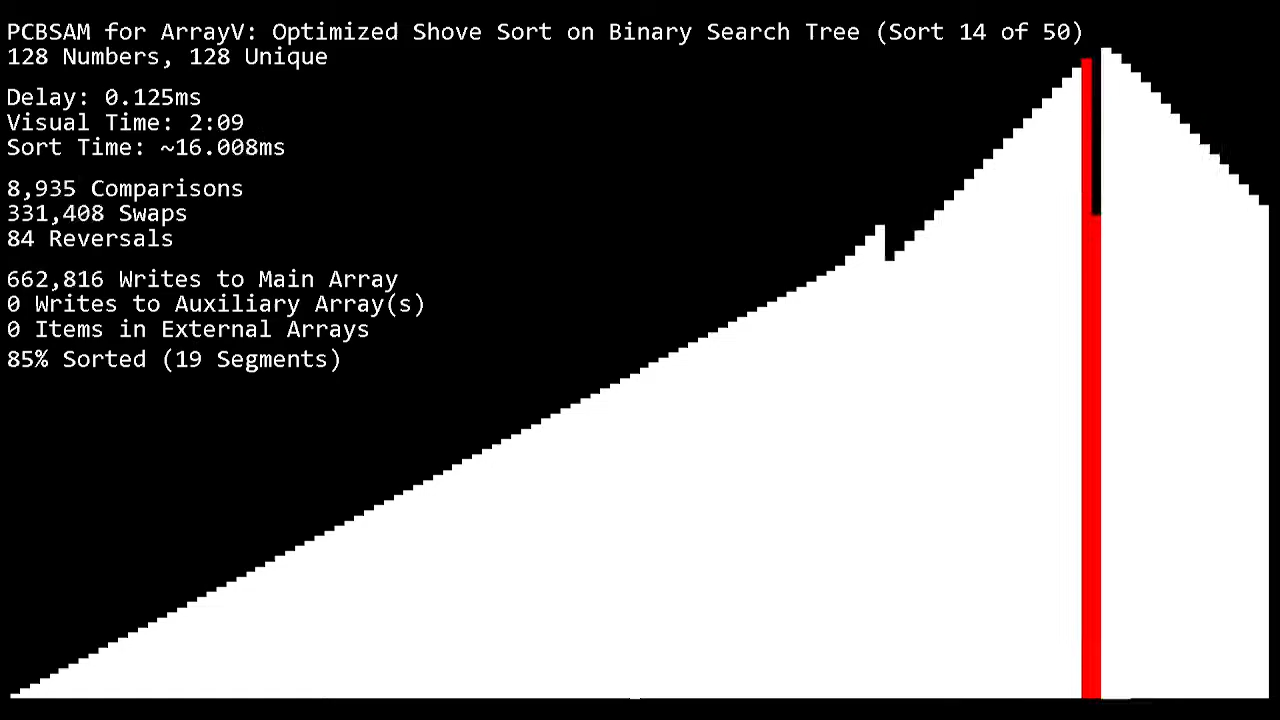 PCBSAM for ArrayV: Optimized Shove Sort on Binary Search Tree (Sort 14 of 50)
128 Numbers, 128 Unique
Delay: 0.125ms
Visual Time: 2:09
Sort Time: ~16.008ms
8,935 Comparisons
331,408 Swaps
84 Reversals
662,816 Writes to Main Array
0 Writes to Auxiliary Array(s)
0 Items in External Arrays
85% Sorted (19 Segments)